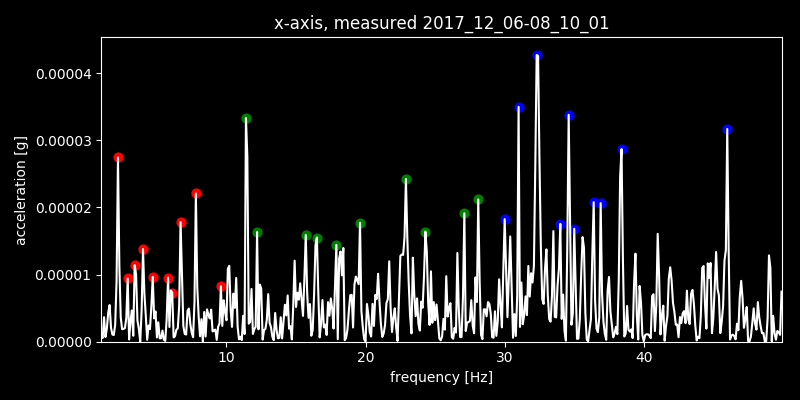 x-axis, measured 2017_12_06-08_10_01
0.00004
0.00003
0.00002
0.00001
0.00000
acceleration [g]
10 20 30 40
frequency [Hz]